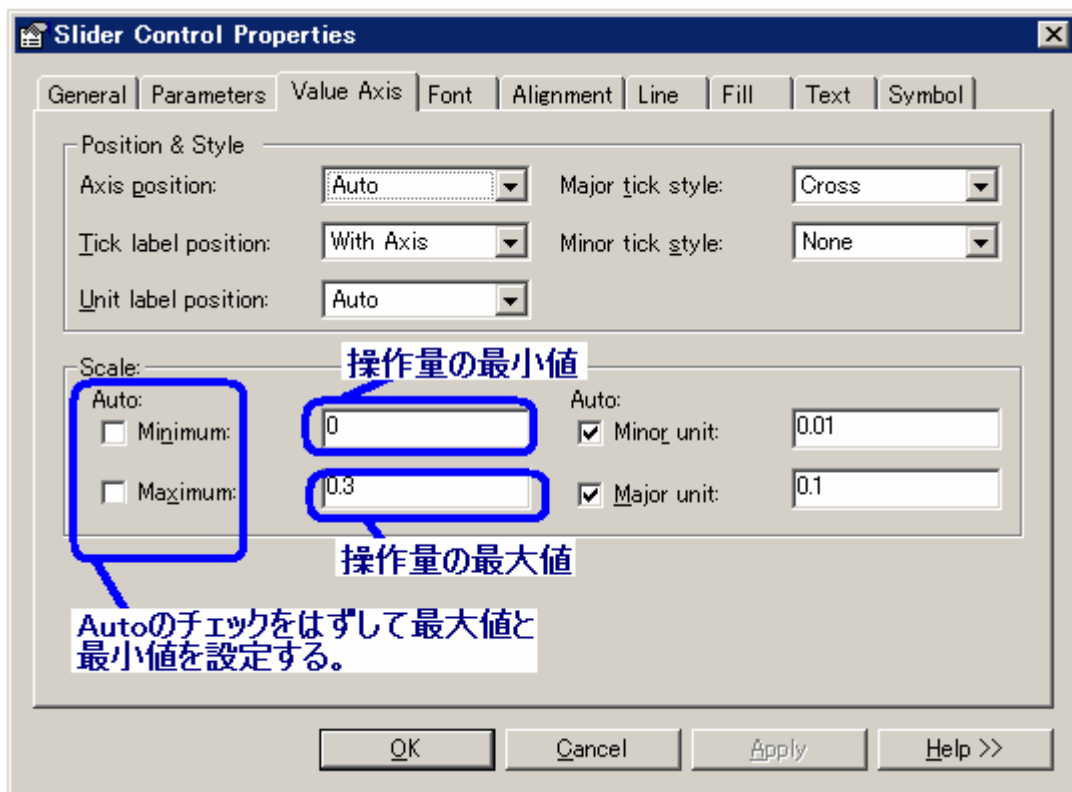 Slider Control Properties
General Parameters Value Axis Font Alignment Line Fill Text Symbol
Position & Style
Axis position: Auto Major tick style: Cross
Tick label position: With Axis Minor tick style: None
Unit label position: Auto
Scale:
操作量の最小値
Auto: Auto:
Minimum: 0 Minor unit: 0.01
Maximum: 0.3 Major unit: 0.1
操作量の最大値
Autoのチェックをはずして最大値と
最小値を設定する。
OK Cancel Apply Help >>